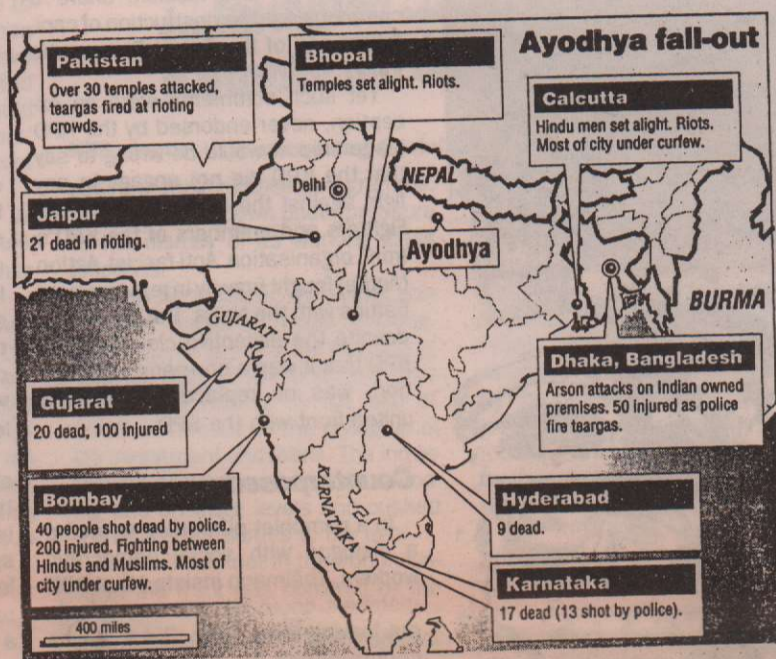 Ayodhya fall-out
Pakistan
Over 30 temples attacked,
teargas fired at rioting
crowds.
Bhopal
Temples set alight. Riots.
Calcutta
Hindu men set alight. Riots.
Most of city under curfew.
Delhi
NEPAL
Jaipur
21 dead in rioting.
Ayodhya
BURMA
GUJARAT
Dhaka, Bangladesh
Arson attacks on Indian owned
premises. 50 injured as police
fire teargas.
Gujarat
20 dead, 100 injured
Bombay
40 people shot dead by police.
200 injured. Fighting between
Hindus and Muslims. Most of
city under curfew.
KARNATAKA
Hyderabad
9 dead.
Karnataka
17 dead (13 shot by police).
400 miles